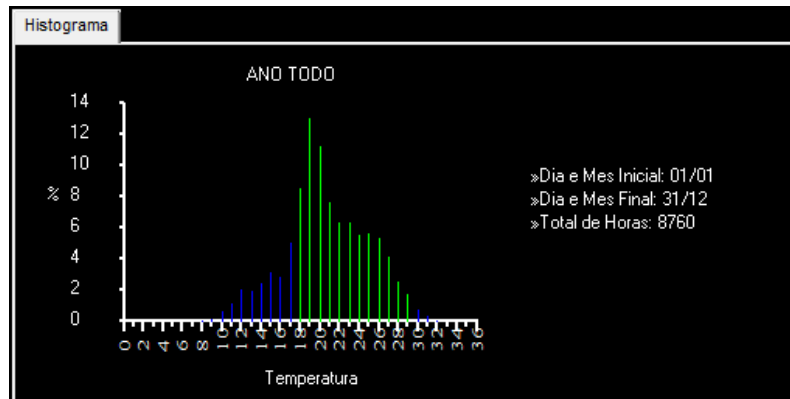 Histograma
ANO TODO
14
12
10
% 8
6
4
2
0
0 2 4 6 8 10 12 14 16 18 20 22 24 26 28 30 32 34 36
Temperatura
»Dia e Mes Inicial: 01/01
»Dia e Mes Final: 31/12
»Total de Horas: 8760